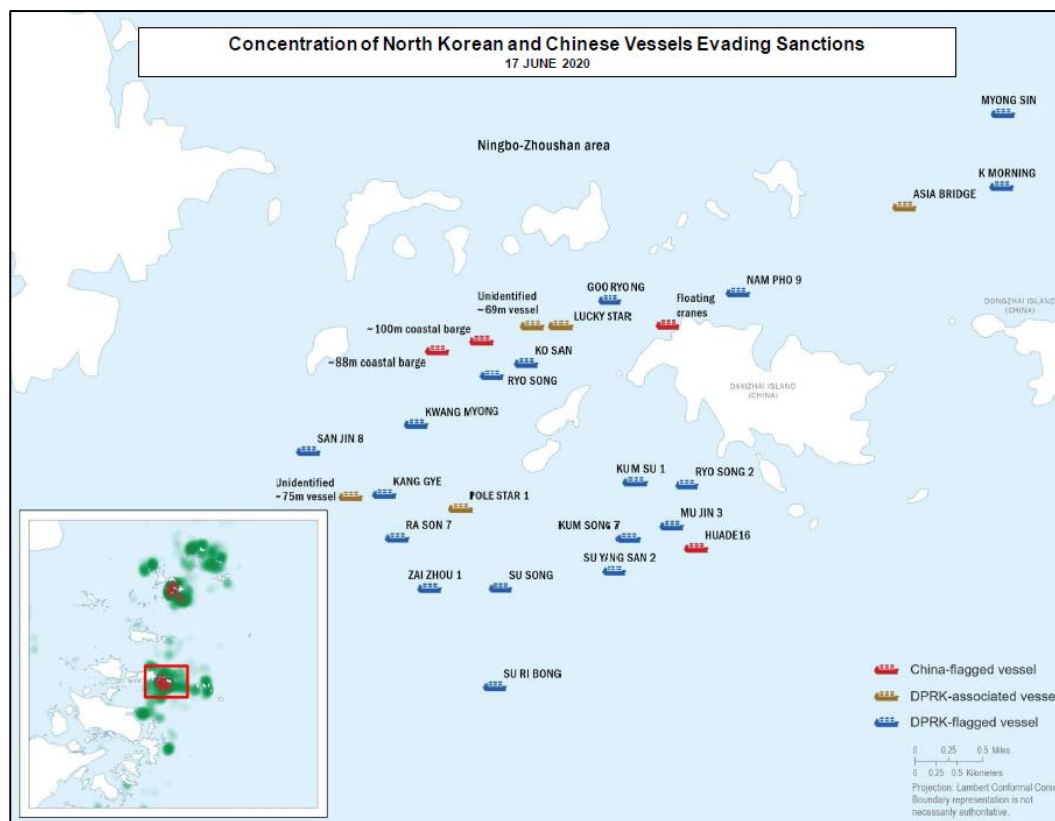 Concentration of North Korean and Chinese Vessels Evading Sanctions
17 JUNE 2020
MYONG SIN
Ningbo-Zhoushan area
K MORNING
ASIA BRIDGE
NAM PHO 9
GOO RYONG
Unidentified
~69m vessel
LUCKY STAR
Floating
cranes
DONGZHAI ISLAND
(CHINA)
~100m coastal barge
~88m coastal barge
KO SAN
RYO SONG
DAXIZHAI ISLAND
(CHINA)
KWANG MYONG
SAN JIN 8
Unidentified
~75m vessel
KANG GYE
POLE STAR 1
KUM SU 1
RYO SONG 2
RA SON 7
KUM SONG 7
MU JIN 3
HUADE16
SU YANG SAN 2
ZAI ZHOU 1
SU SONG
SU RI BONG
China-flagged vessel
DPRK-associated vesse
DPRK-flagged vessel
0 0.25 0.5 Miles
0 0.25 0.5 Kilometers
Projection: Lambert Conformal Conic
Boundary representation is not
necessarily authoritative.